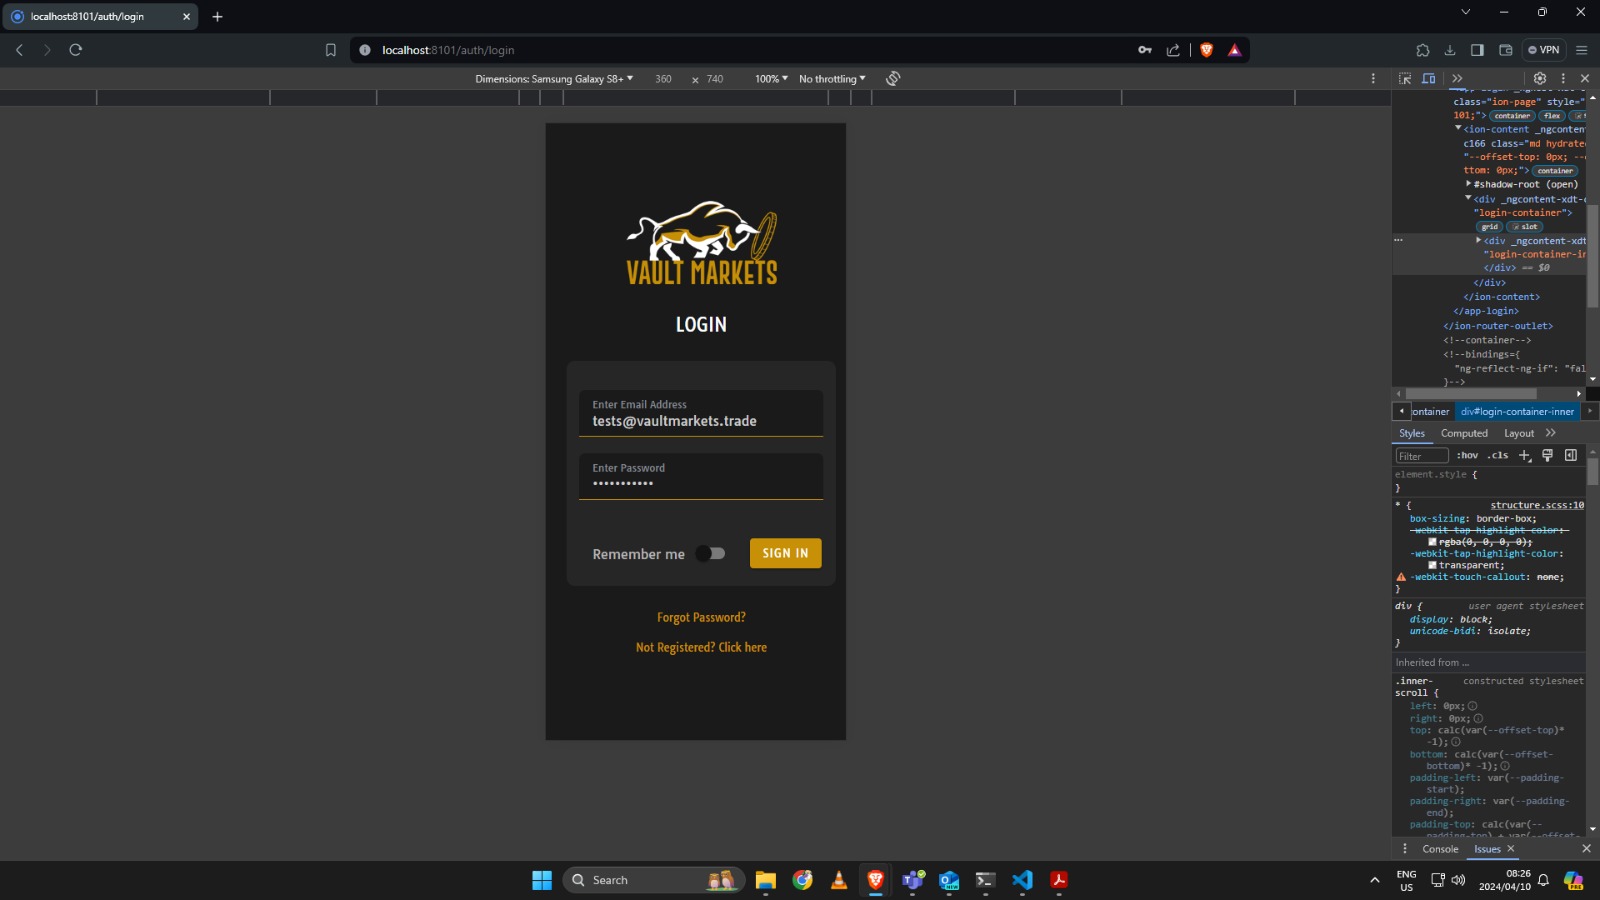 localhost:8101/auth/login
localhost:8101/auth/login
VPN
Dimensions: Samsung Galaxy S8+ 360 × 740 100% No throttling
VAULT MARKETS
LOGIN
Enter Email Address
tests@vaultmarkets.trade
Enter Password
•••••••••••
Remember me SIGN IN
Forgot Password?
Not Registered? Click here
class="ion-page" style="
101;"> container flex
<ion-content _ngconten
c166 class="md hydrate
"--offset-top: 0px; --
ttom: 0px;"> container
#shadow-root (open)
<div _ngcontent-xdt-
"login-container">
grid slot
<div _ngcontent-xdt
"login-container-i
</div> == $0
</div>
</ion-content>
</app-login>
</ion-router-outlet>
<!--container-->
<!--bindings={
"ng-reflect-ng-if": "fal
}-->
ontainer div#login-container-inner
Styles Computed Layout
Filter :hov .cls
element.style {
}
* { structure.scss:10
box-sizing: border-box;
-webkit-tap-highlight-color:
rgba(0, 0, 0, 0);
-webkit-tap-highlight-color:
transparent;
-webkit-touch-callout: none;
}
div { user agent stylesheet
display: block;
unicode-bidi: isolate;
}
Inherited from ...
.inner- constructed stylesheet
scroll {
left: 0px;
right: 0px;
top: calc(var(--offset-top)*
-1);
bottom: calc(var(--offset-
bottom)* -1);
padding-left: var(--padding-
start);
padding-right: var(--padding-
end);
padding-top: calc(var(--
padding-top) + var(--offset-
Console Issues
Search
ENG
US
08:26
2024/04/10